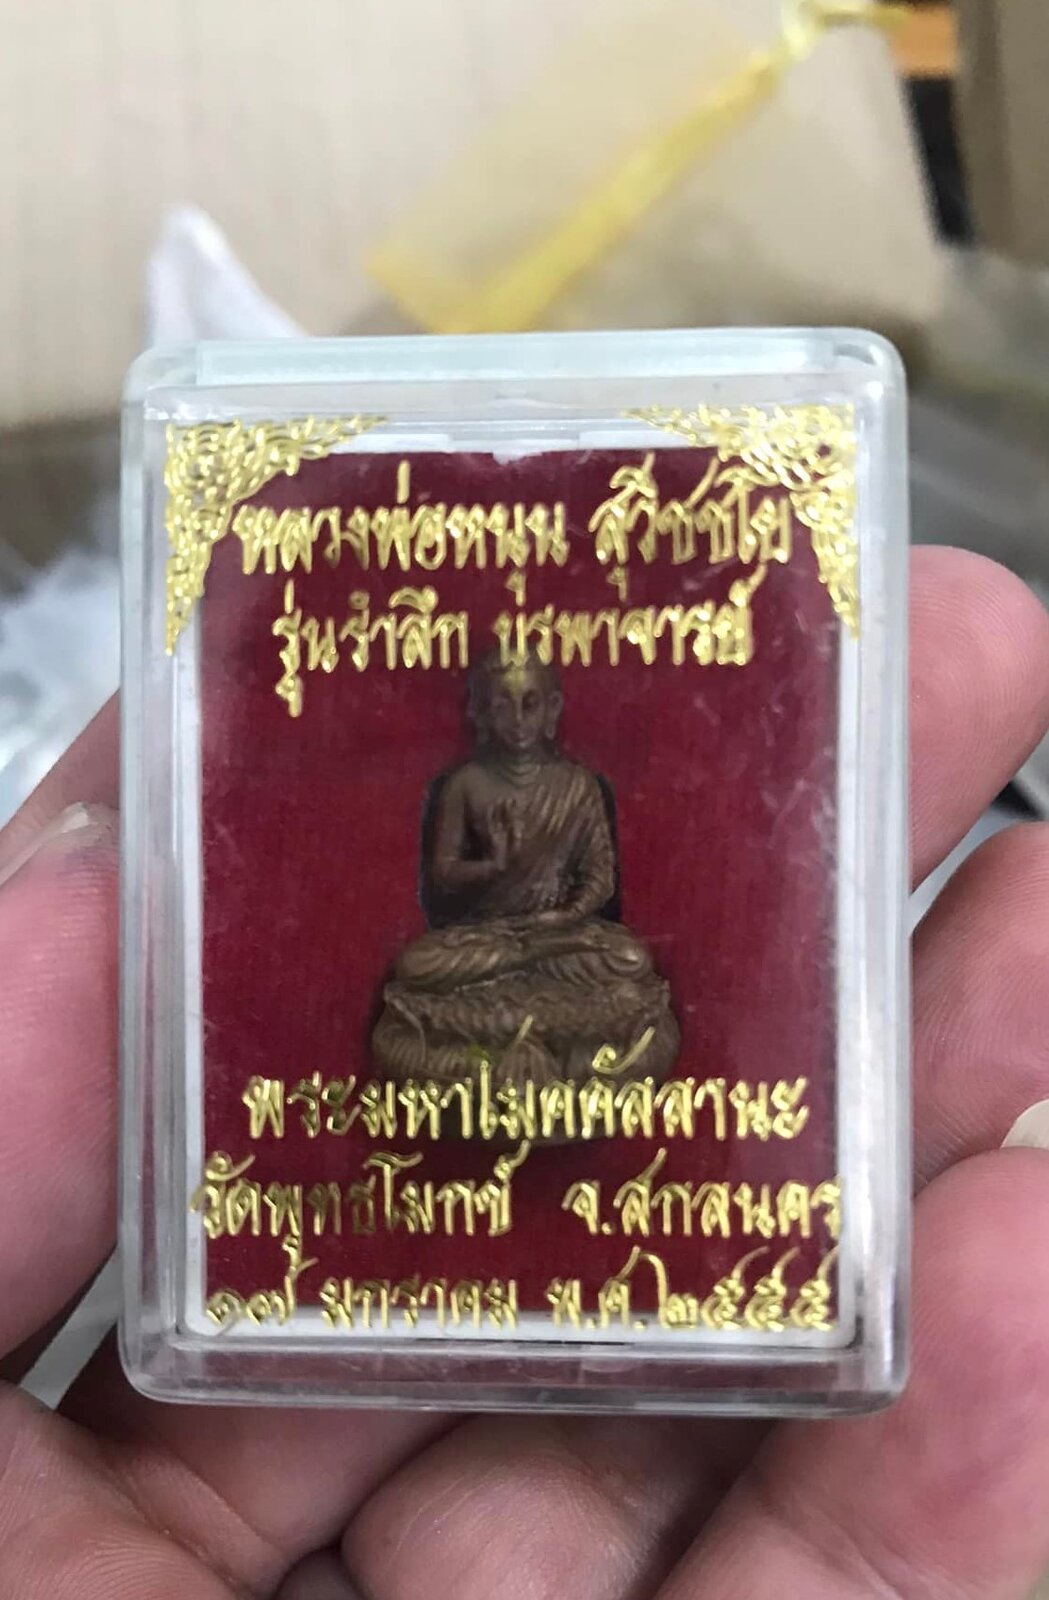 หลวงพ่อหนูน สุวิชชโย
รุ่นรำลึก บูรพาจารย์
พระมหาโมคคัลลานะ
วัดพุทธโมกข์ จ.สกลนคร
๑๗ มกราคม พ.ศ.๒๕๕๕